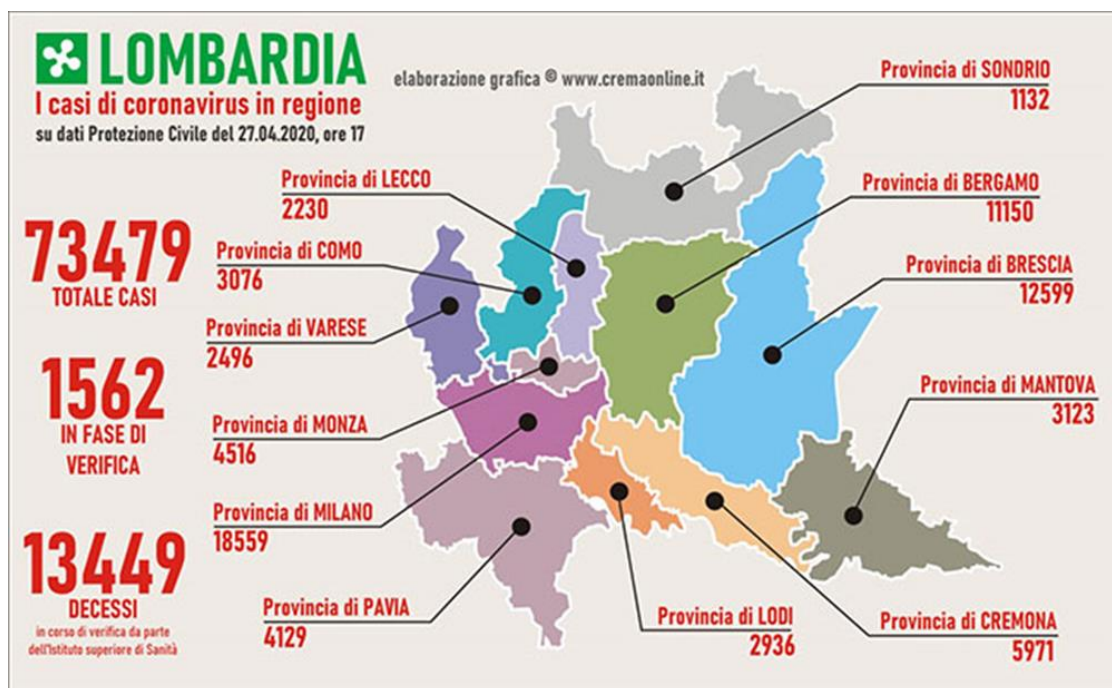 LOMBARDIA
I casi di coronavirus in regione
su dati Protezione Civile del 27.04.2020, ore 17
elaborazione grafica © www.cremaonline.it
73479
TOTALE CASI
1562
IN FASE DI
VERIFICA
13449
DECESSI
in corso di verifica da parte
dell'Istituto superiore di Sanità
Provincia di SONDRIO
1132
Provincia di LECCO
2230
Provincia di BERGAMO
11150
Provincia di COMO
3076
Provincia di BRESCIA
12599
Provincia di VARESE
2496
Provincia di MANTOVA
3123
Provincia di MONZA
4516
Provincia di MILANO
18559
Provincia di PAVIA
4129
Provincia di LODI
2936
Provincia di CREMONA
5971